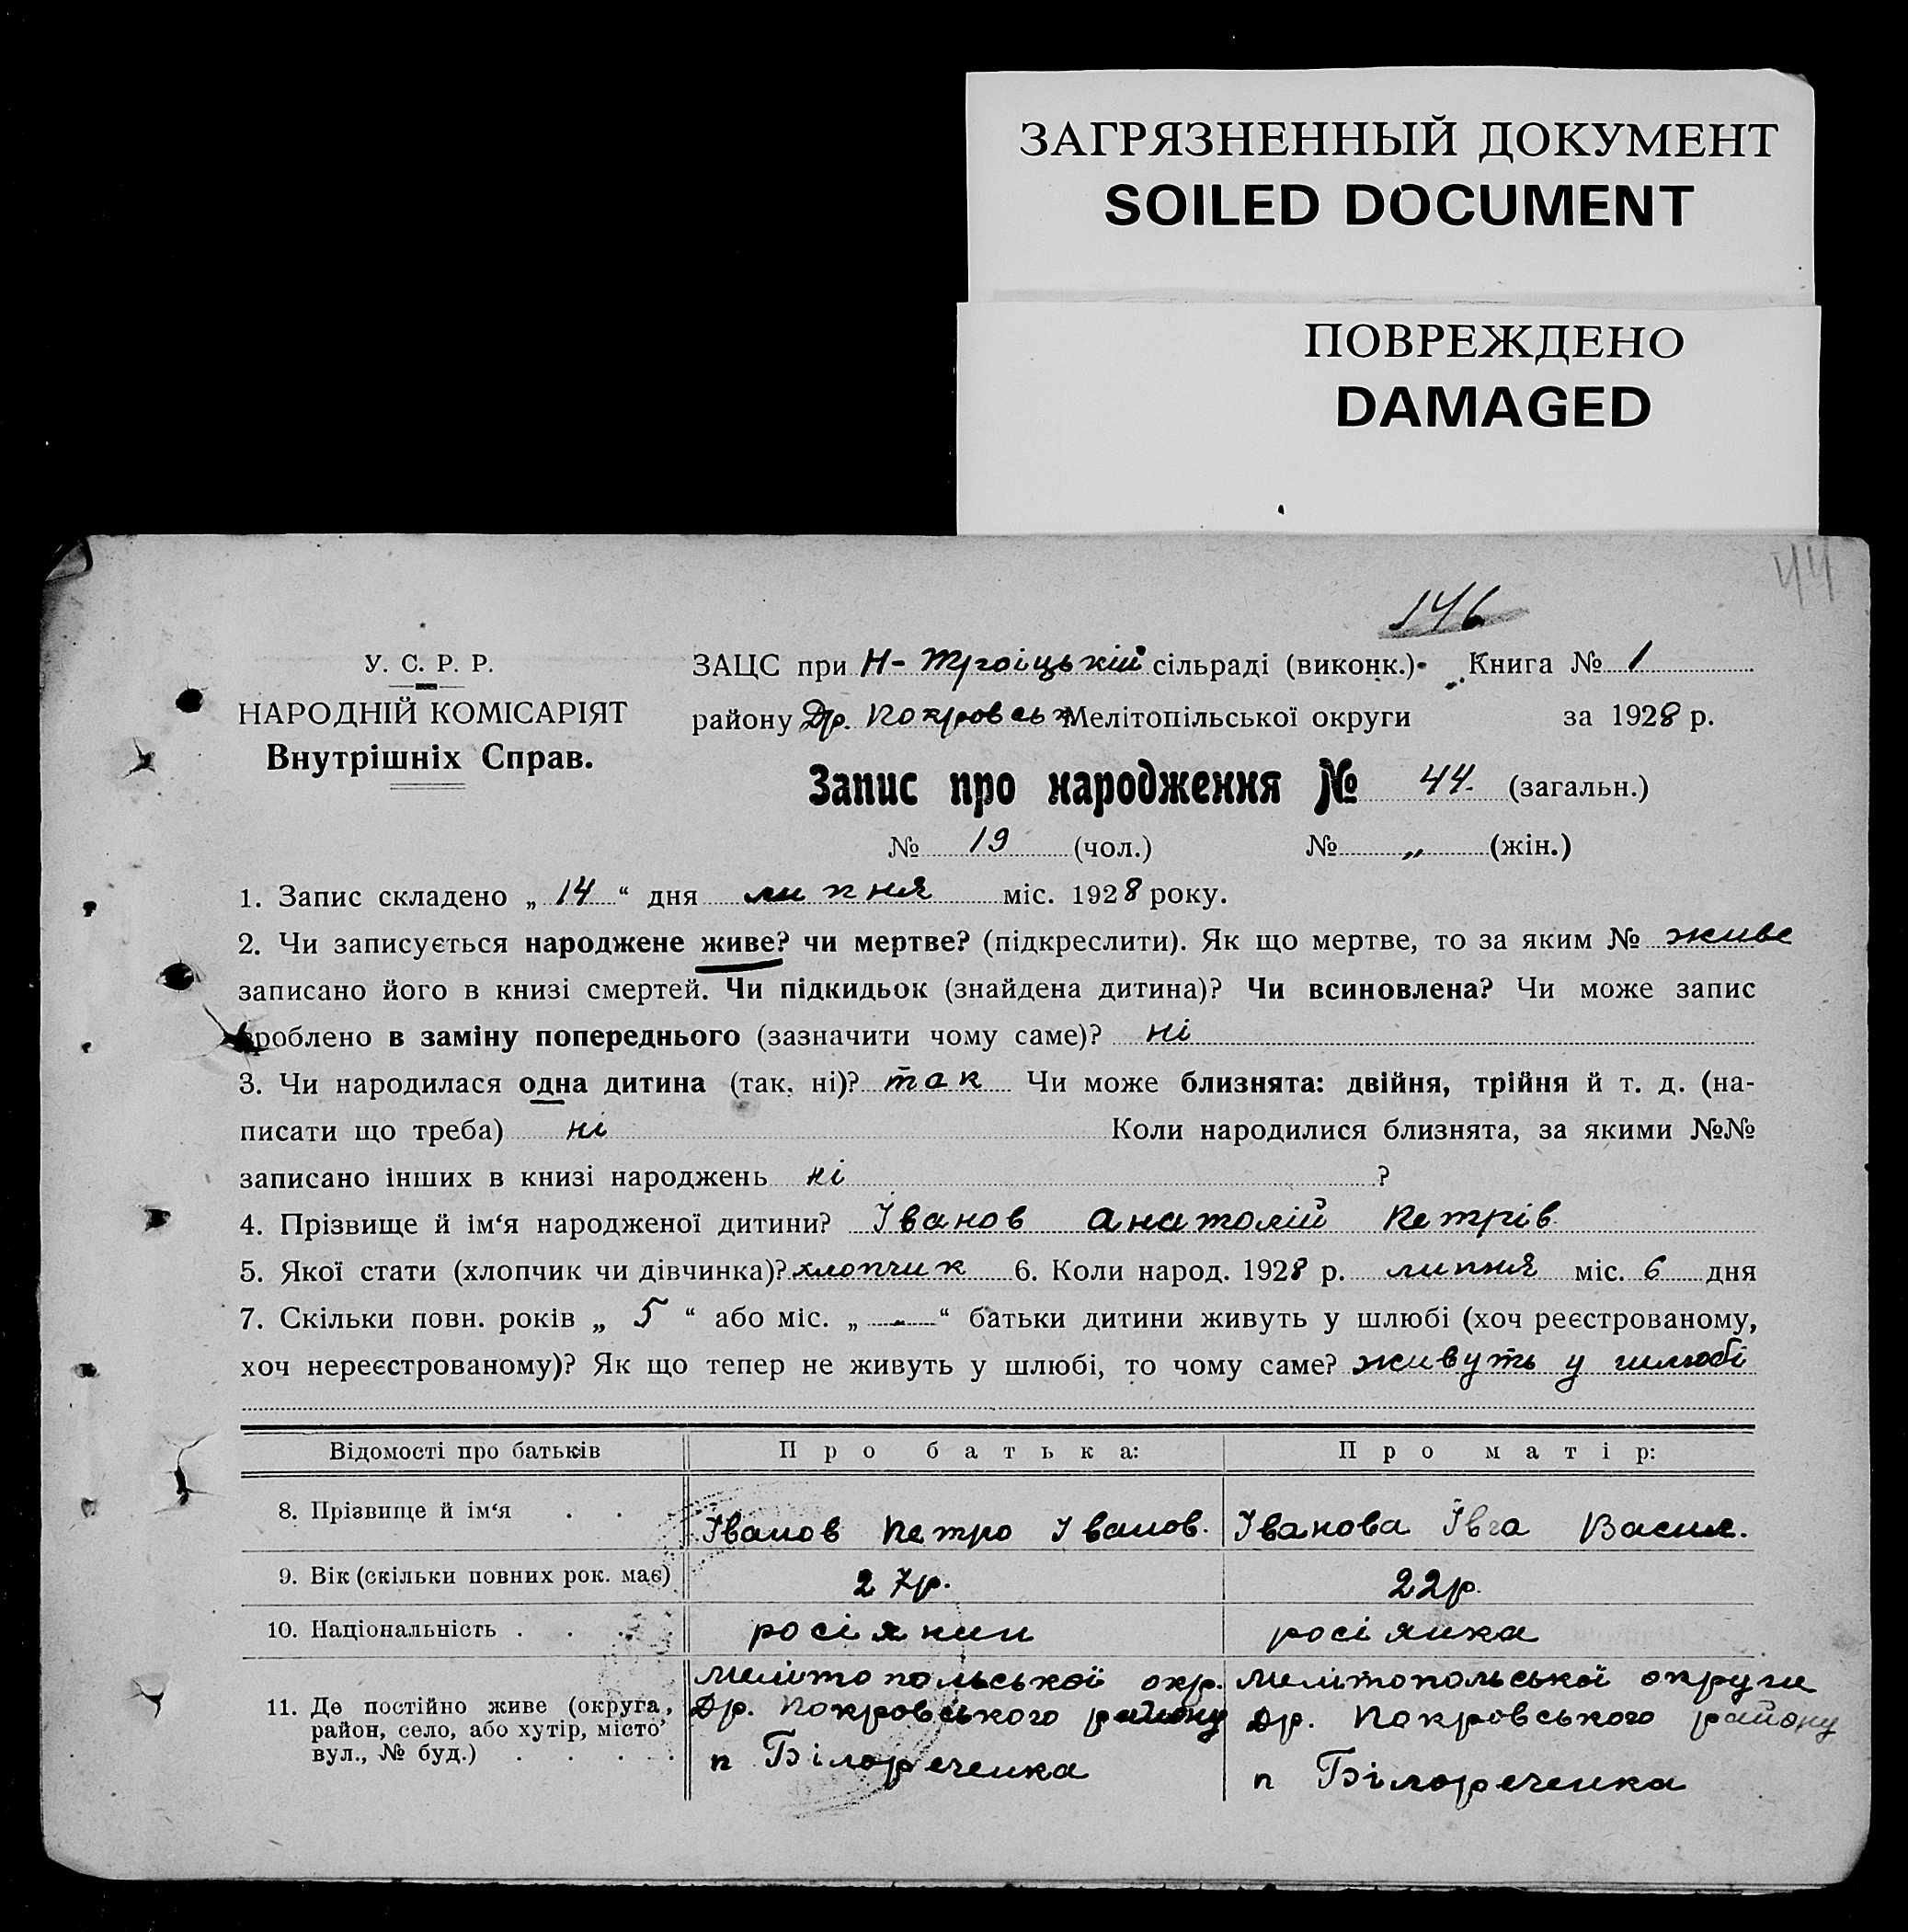 ЗАГРЯЗНЕННЫЙ ДОКУМЕНТ
SOILED DOCUMENT
ПОВРЕЖДЕНО
DAMAGED
44
146
У. С. Р. Р.
НАРОДНІЙ КОМІСАРІЯТ
Внутрішніх Справ.
ЗАЦС при Н-Троіцькій сільраді (виконк.) Книга № 1
району Др. Покровськ Мелітопільської округи за 1928 р.
Запис про народження № 44. (загальн.)
№ 19 (чол.) № „ (жін.)
1. Запис складено „ 14 “ дня липня міс. 1928 року.
2. Чи записується народжене живе? чи мертве? (підкреслити). Як що мертве, то за яким № живе
записано його в книзі смертей. Чи підкидьок (знайдена дитина)? Чи всиновлена? Чи може запис
зроблено в заміну попереднього (зазначити чому саме)? ні
3. Чи народилася одна дитина (так, ні)? так Чи може близнята: двійня, трійня й т. д. (на-
писати що треба) ні Коли народилися близнята, за якими №№
записано інших в книзі народжень ні ?
4. Прізвище й ім‘я народженої дитини? Іванов Анатолій Петрів
5. Якої стати (хлопчик чи дівчинка)? хлопчик 6. Коли народ. 1928 р. липня міс. 6 дня
7. Скільки повн. років „ 5 “ або міс. „ — “ батьки дитини живуть у шлюбі (хоч реєстрованому,
хоч нереєстрованому)? Як що тепер не живуть у шлюбі, то чому саме? живуть у шлюбі
Відомості про батьків Про батька: Про матір:
8. Прізвище й ім‘я . . . Іванов Петро Іванов. Іванова Івга Васил.
9. Вік (скільки повних рок. має) 27р. 22р.
10. Національність . . . . росіянин росіянка
11. Де постійно живе (округа, район, село, або хутір, місто вул., № буд.) . . . .
Мелітопольської окр. Мелітопольської округи
Др. Покровського району Др. Покровського району
п Білореченка п Білореченка